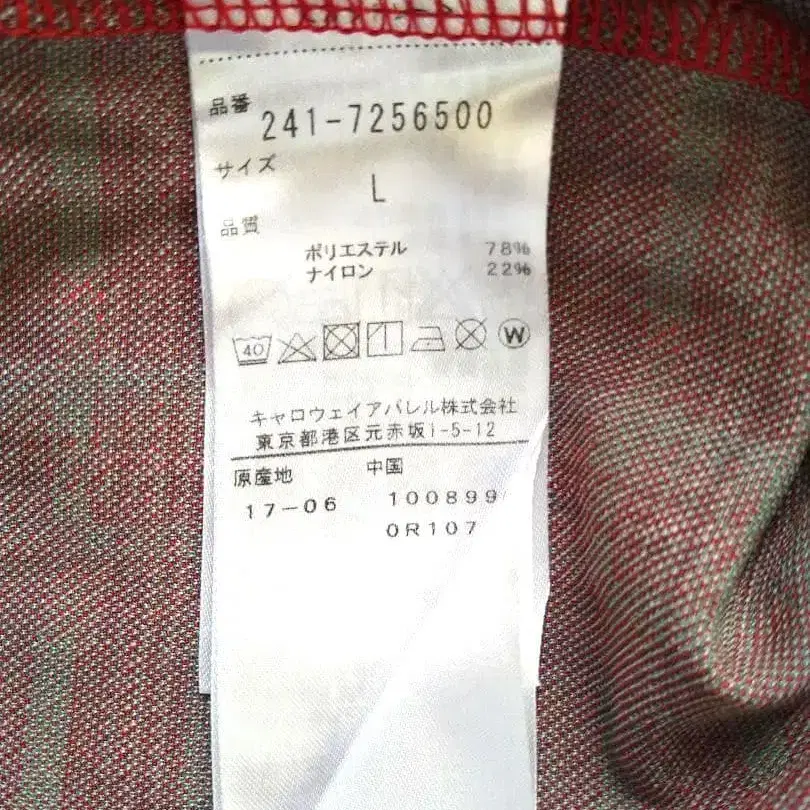 品番 241-7256500
サイズ
L
品質
ポリエステル 78%
ナイロン 22%
40 W
キャロウェイアパレル株式会社
東京都港区元赤坂1-5-12
原産地 中国
17-06 100899
0R107